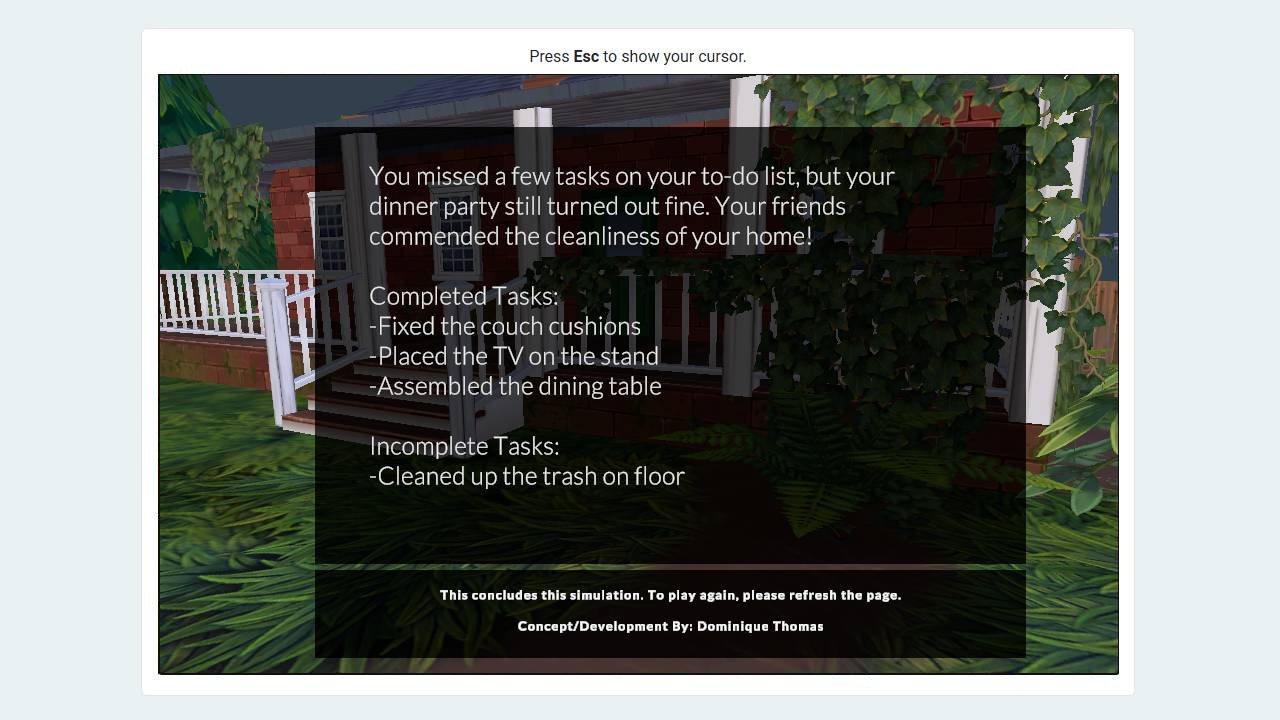 Press Esc to show your cursor.
You missed a few tasks on your to-do list, but your
dinner party still turned out fine. Your friends
commended the cleanliness of your home!
Completed Tasks:
-Fixed the couch cushions
-Placed the TV on the stand
-Assembled the dining table
Incomplete Tasks:
-Cleaned up the trash on floor
This concludes this simulation. To play again, please refresh the page.
Concept/Development By: Dominique Thomas